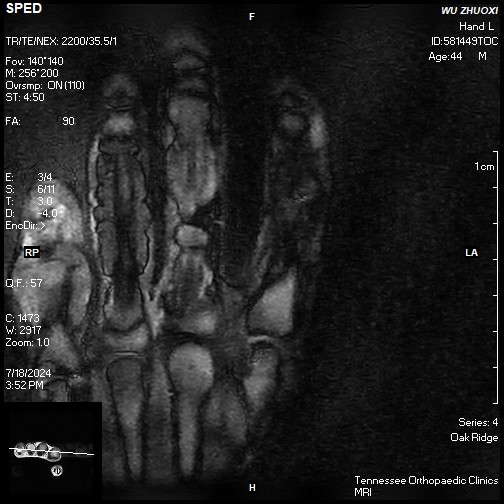 SPED
F
WU ZHUOXI
Hand L
ID:581449TOC
Age:44 M
TR/TE/NEX: 2200/35.5/1
Fov: 140*140
M: 256*200
Ovrsmp: ON (110)
ST: 4.50
FA: 90
1cm
E: 3/4
S: 6/11
T: 3.0
D: -4.0
EncDir: >
RP
LA
Q.F.: 57
C: 1473
W: 2917
Zoom: 1.0
7/18/2024
3:52 PM
Series: 4
Oak Ridge
H
Tennessee Orthopaedic Clinics
MRI